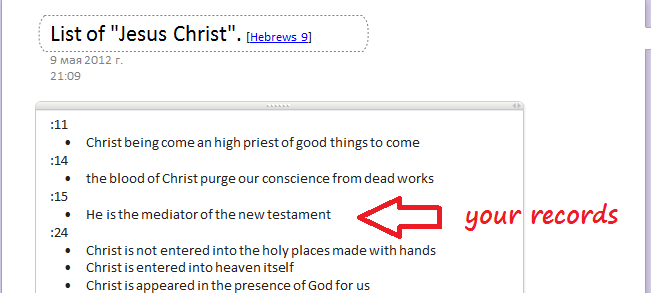 List of "Jesus Christ". [Hebrews 9]
9 мая 2012 г.
21:09
:11
• Christ being come an high priest of good things to come
:14
• the blood of Christ purge our conscience from dead works
:15
• He is the mediator of the new testament
your records
:24
• Christ is not entered into the holy places made with hands
• Christ is entered into heaven itself
• Christ is appeared in the presence of God for us